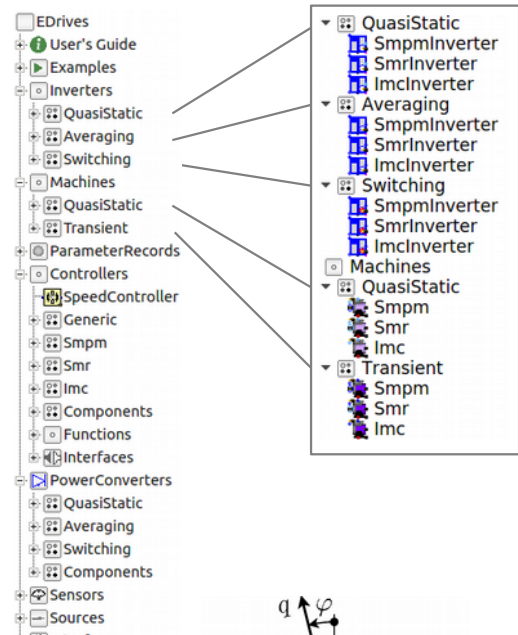 EDrives
User's Guide
Examples
Inverters
QuasiStatic
Averaging
Switching
Machines
QuasiStatic
Transient
ParameterRecords
Controllers
SpeedController
Generic
Smpm
Smr
Imc
Components
Functions
Interfaces
PowerConverters
QuasiStatic
Averaging
Switching
Components
Sensors
Sources
QuasiStatic
SmpmInverter
SmrInverter
ImcInverter
Averaging
SmpmInverter
SmrInverter
ImcInverter
Switching
SmpmInverter
SmrInverter
ImcInverter
Machines
QuasiStatic
Smpm
Smr
Imc
Transient
Smpm
Smr
Imc
q φ